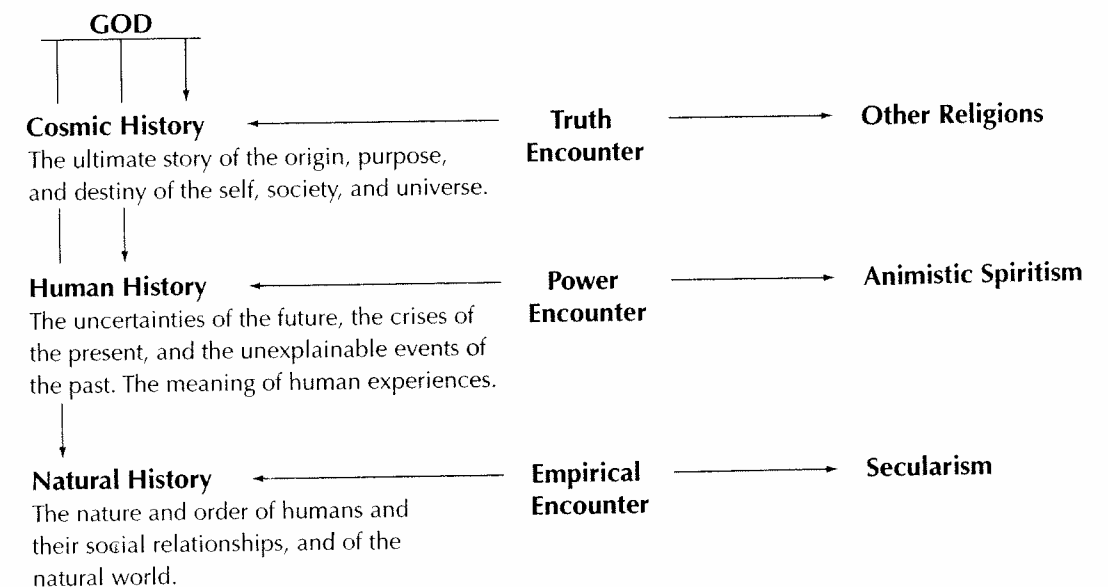 GOD
Cosmic History
The ultimate story of the origin, purpose,
and destiny of the self, society, and universe.
Truth
Encounter
Other Religions
Human History
The uncertainties of the future, the crises of
the present, and the unexplainable events of
the past. The meaning of human experiences.
Power
Encounter
Animistic Spiritism
Natural History
The nature and order of humans and
their social relationships, and of the
natural world.
Empirical
Encounter
Secularism